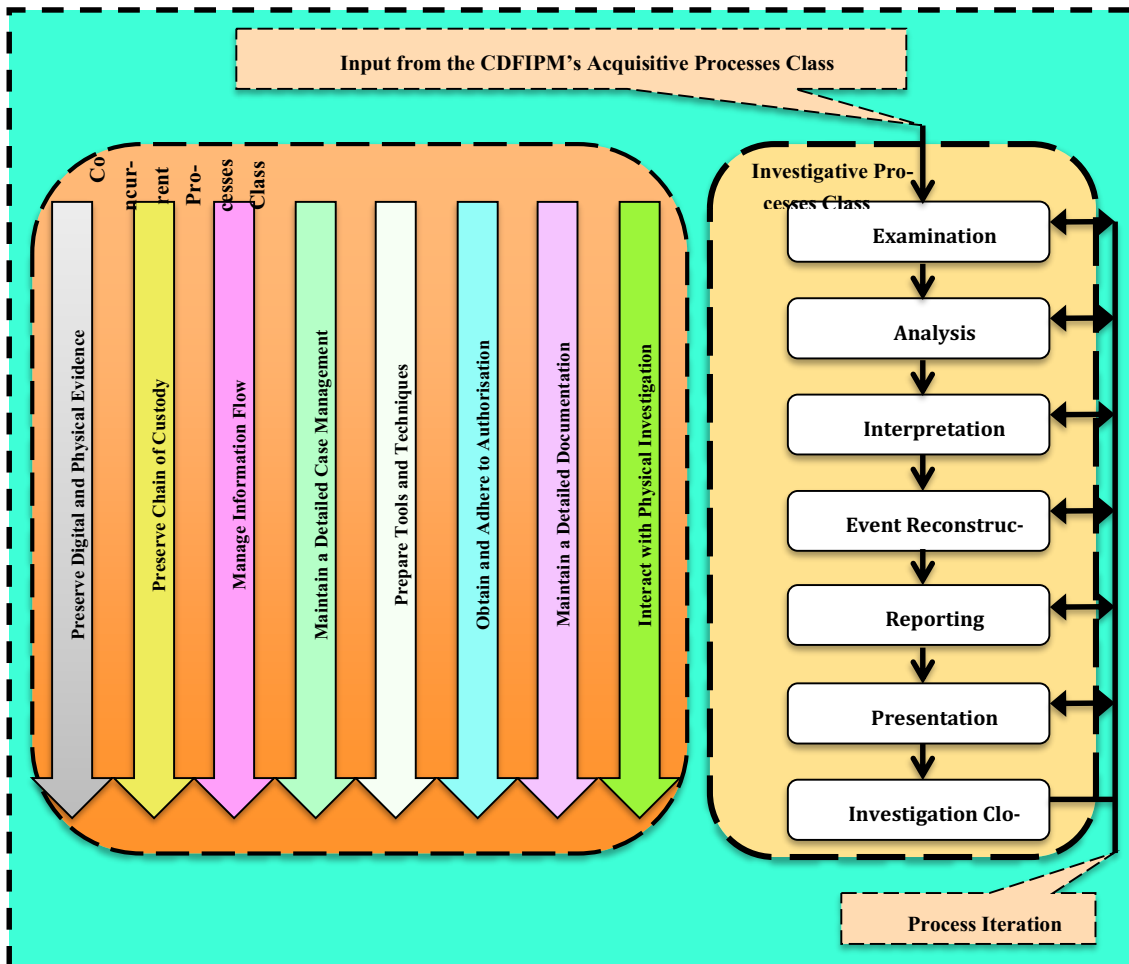 Input from the CDFIPM's Acquisitive Processes Class
Co
ncur-
rent
Pro-
cesses
Class
Preserve Digital and Physical Evidence
Preserve Chain of Custody
Manage Information Flow
Maintain a Detailed Case Management
Prepare Tools and Techniques
Obtain and Adhere to Authorisation
Maintain a Detailed Documentation
Interact with Physical Investigation
Investigative Pro-
cesses Class
Examination
Analysis
Interpretation
Event Reconstruc-
Reporting
Presentation
Investigation Clo-
Process Iteration